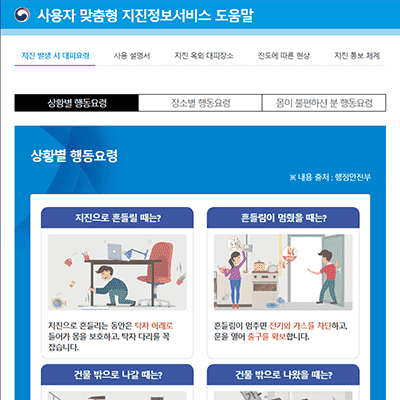 사용자 맞춤형 지진정보서비스 도움말
지진 발생 시 대피요령 사용 설명서 지진 옥외 대피장소 진도에 따른 현상 지진 통보 체계
상황별 행동요령 장소별 행동요령 몸이 불편하신 분 행동요령
상황별 행동요령
※ 내용 출처 : 행정안전부
지진으로 흔들릴 때는?
지진으로 흔들리는 동안은 탁자 아래로
들어가 몸을 보호하고, 탁자 다리를 꼭
잡습니다.
흔들림이 멈췄을 때는?
흔들림이 멈추면 전기와 가스를 차단하고,
문을 열어 출구를 확보합니다.
건물 밖으로 나갈 때는?
건물 밖으로 나왔을 때는?